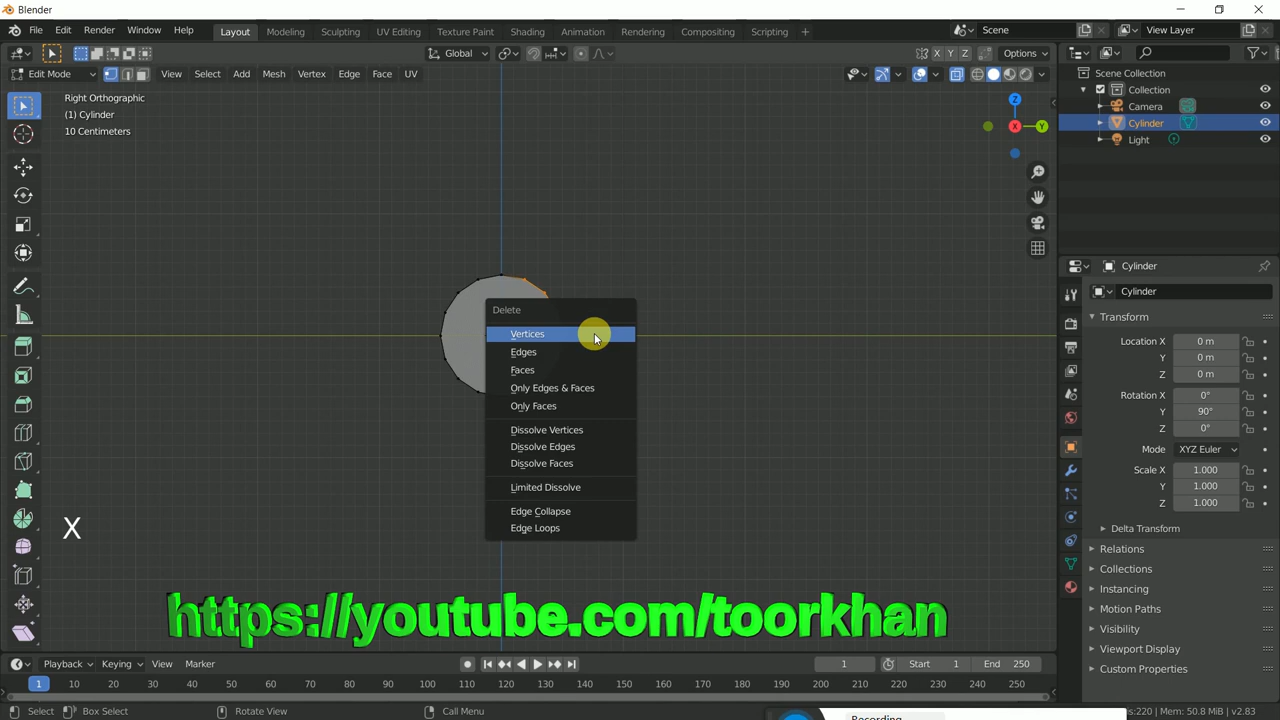 Blender
File Edit Render Window Help
Layout Modeling Sculpting UV Editing Texture Paint Shading Animation Rendering Compositing Scripting +
Scene
View Layer
Global
X Y Z
Options
Edit Mode
View Select Add Mesh Vertex Edge Face UV
Right Orthographic
(1) Cylinder
10 Centimeters
Z
X
Y
Delete
Vertices
Edges
Faces
Only Edges & Faces
Only Faces
Dissolve Vertices
Dissolve Edges
Dissolve Faces
Limited Dissolve
Edge Collapse
Edge Loops
X
https://youtube.com/toorkhan
Scene Collection
Collection
Camera
Cylinder
Light
Cylinder
Cylinder
Transform
Location X 0 m
Y 0 m
Z 0 m
Rotation X 0°
Y 90°
Z 0°
Mode XYZ Euler
Scale X 1.000
Y 1.000
Z 1.000
Delta Transform
Relations
Collections
Instancing
Motion Paths
Visibility
Viewport Display
Custom Properties
Playback Keying View Marker
1
Start 1
End 250
1 10 20 30 40 50 60 70 80 90 100 110 120 130 140 150 160 170 180 190 200 210 220 230 240 250
Select Box Select Rotate View Call Menu
s:220 | Mem: 50.8 MiB | v2.83
Recording